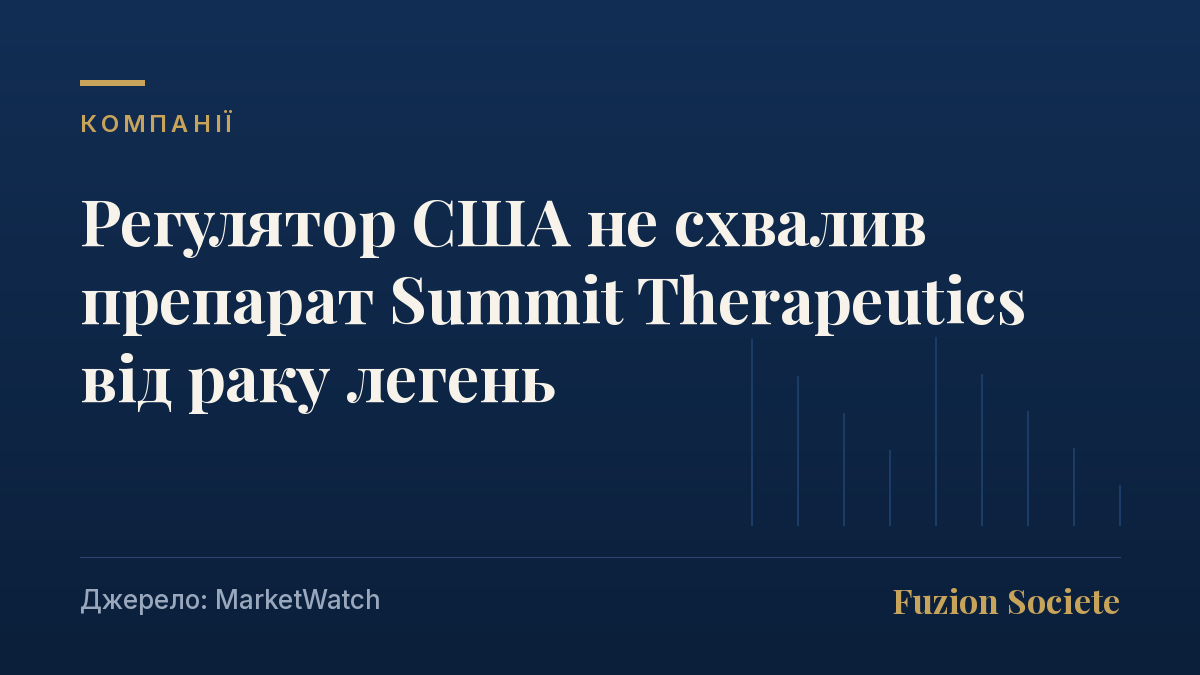 КОМПАНІЇ
Регулятор США не схвалив
препарат Summit Therapeutics
від раку легень
Джерело: MarketWatch
Fuzion Societe